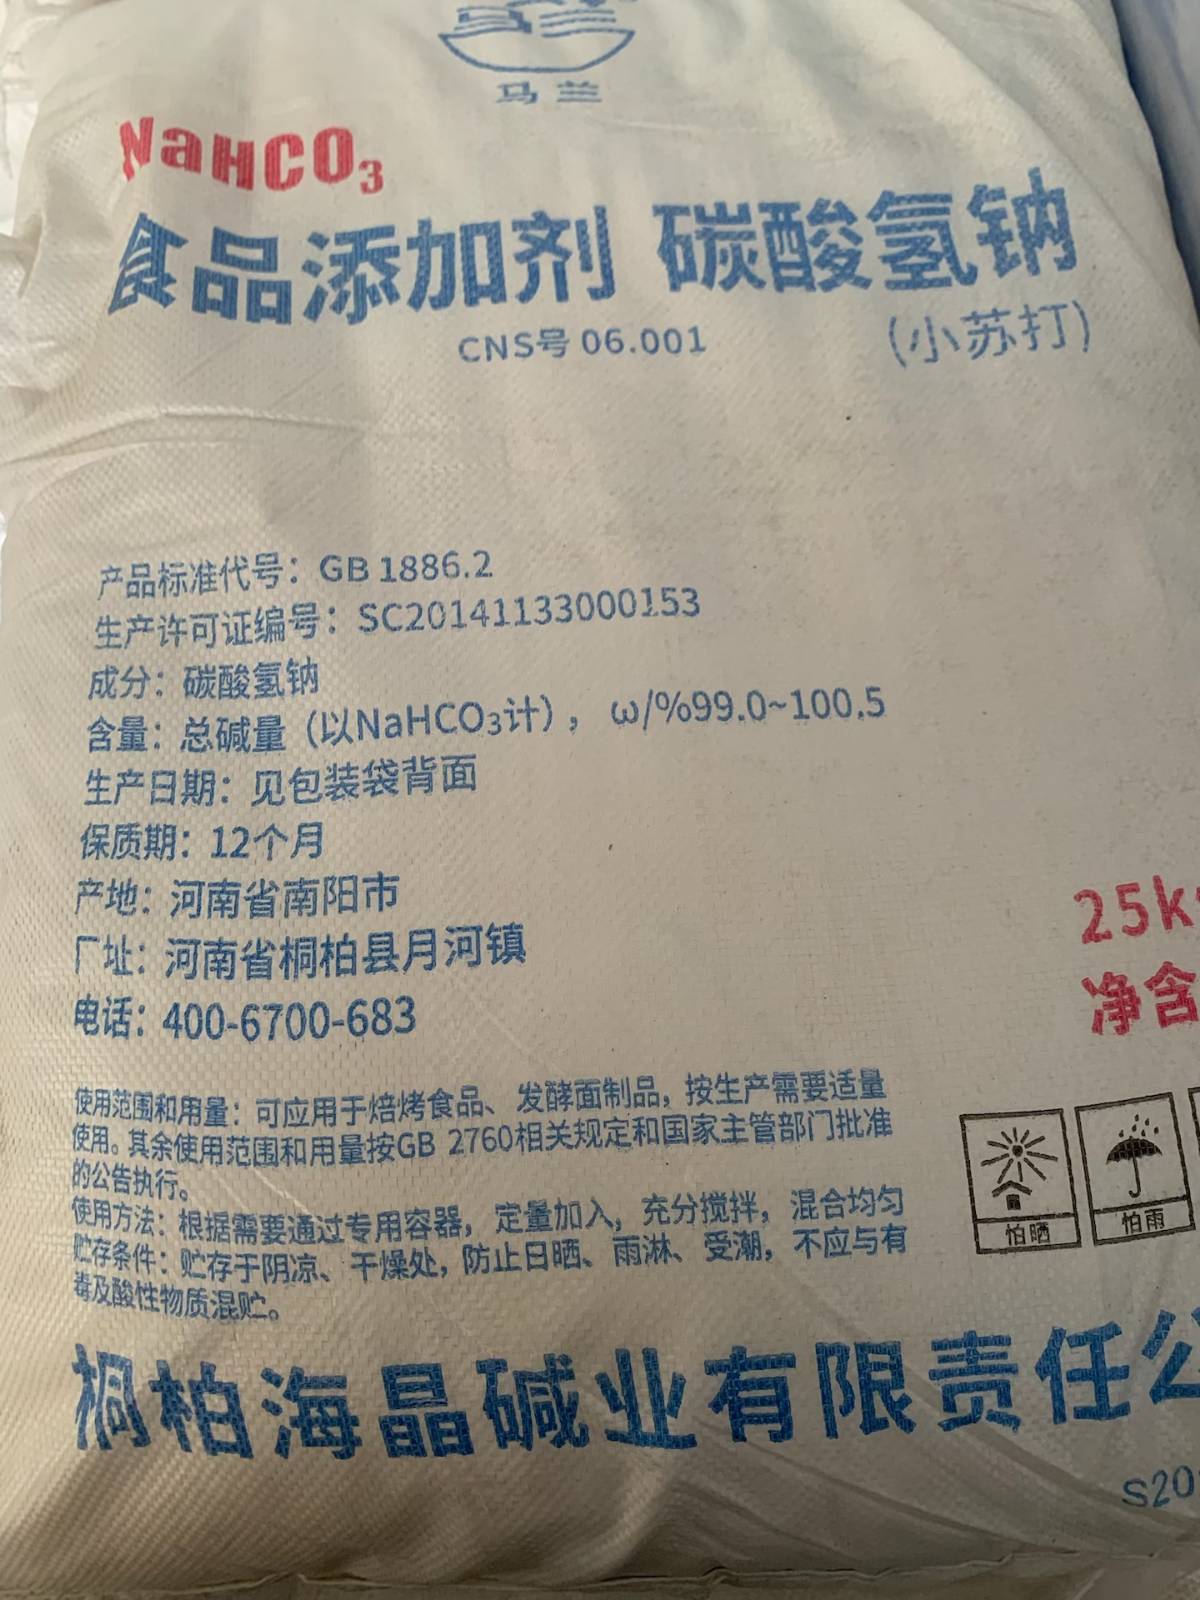 马兰
NaHCO₃
食品添加剂 碳酸氢钠
CNS号 06.001
(小苏打)
产品标准代号：GB 1886.2
生产许可证编号：SC20141133000153
成分：碳酸氢钠
含量：总碱量（以NaHCO₃计），ω/%99.0~100.5
生产日期：见包装袋背面
保质期：12个月
产地：河南省南阳市
厂址：河南省桐柏县月河镇
电话：400-6700-683
25k
净含
使用范围和用量：可应用于焙烤食品、发酵面制品，按生产需要适量
使用。其余使用范围和用量按GB 2760相关规定和国家主管部门批准
的公告执行。
使用方法：根据需要通过专用容器，定量加入，充分搅拌，混合均匀
贮存条件：贮存于阴凉、干燥处，防止日晒、雨淋、受潮，不应与有
毒及酸性物质混贮。
怕晒
怕雨
桐柏海晶碱业有限责任公
S20